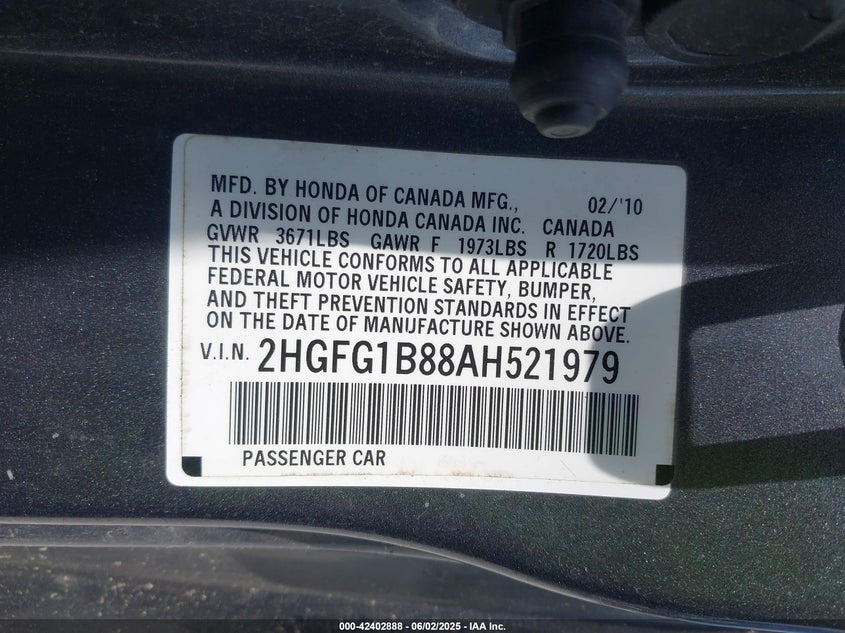 MFD. BY HONDA OF CANADA MFG., 02/'10
A DIVISION OF HONDA CANADA INC. CANADA
GVWR 3671LBS GAWR F 1973LBS R 1720LBS
THIS VEHICLE CONFORMS TO ALL APPLICABLE
FEDERAL MOTOR VEHICLE SAFETY, BUMPER,
AND THEFT PREVENTION STANDARDS IN EFFECT
ON THE DATE OF MANUFACTURE SHOWN ABOVE.
V.I.N. 2HGFG1B88AH521979
PASSENGER CAR
000-42402888 - 06/02/2025 - IAA Inc.